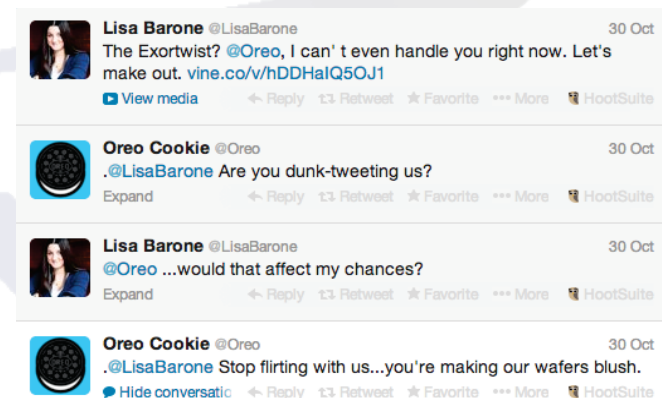 Lisa Barone @LisaBarone 30 Oct
The Exortwist? @Oreo, I can' t even handle you right now. Let's
make out. vine.co/v/hDDHaIQ5OJ1
View media Reply Retweet Favorite More HootSuite
Oreo Cookie @Oreo 30 Oct
.@LisaBarone Are you dunk-tweeting us?
Expand Reply Retweet Favorite More HootSuite
Lisa Barone @LisaBarone 30 Oct
@Oreo ...would that affect my chances?
Expand Reply Retweet Favorite More HootSuite
Oreo Cookie @Oreo 30 Oct
.@LisaBarone Stop flirting with us...you're making our wafers blush.
Hide conversatic Reply Retweet Favorite More HootSuite